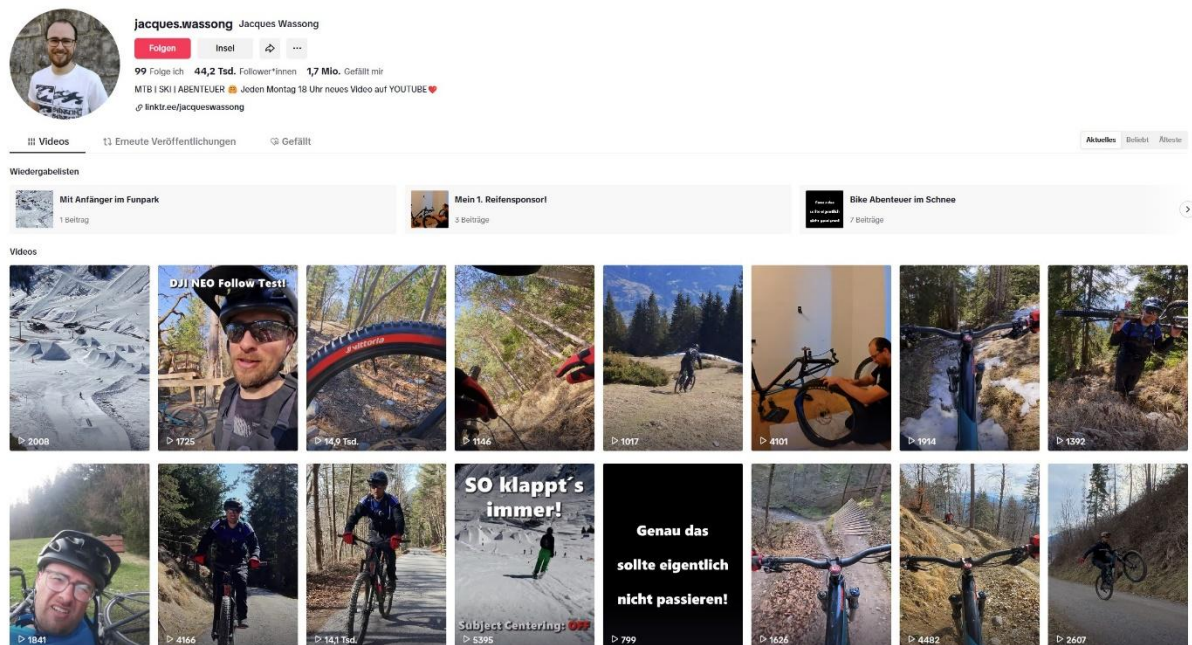 jacques.wassong Jacques Wassong
Folgen Insel
99 Folge ich 44,2 Tsd. Follower*innen 1,7 Mio. Gefällt mir
MTB I SKI I ABENTEUER 🤗 Jeden Montag 18 Uhr neues Video auf YOUTUBE❤️
linktr.ee/jacqueswassong
Videos Erneute Veröffentlichungen Gefällt
Aktuelles Beliebt Älteste
Wiedergabelisten
Mit Anfänger im Funpark
1 Beitrag
Mein 1. Reifensponsor!
3 Beiträge
Bike Abenteuer im Schnee
7 Beiträge
Videos
DJI NEO Follow Test!
vittoria
2008
1725
14,9 Tsd.
1146
1017
4101
1914
1392
SO klappt´s
immer!
Subject Centering: OFF
Genau das
sollte eigentlich
nicht passieren!
1841
4166
14,1 Tsd.
5395
799
1626
4482
2607